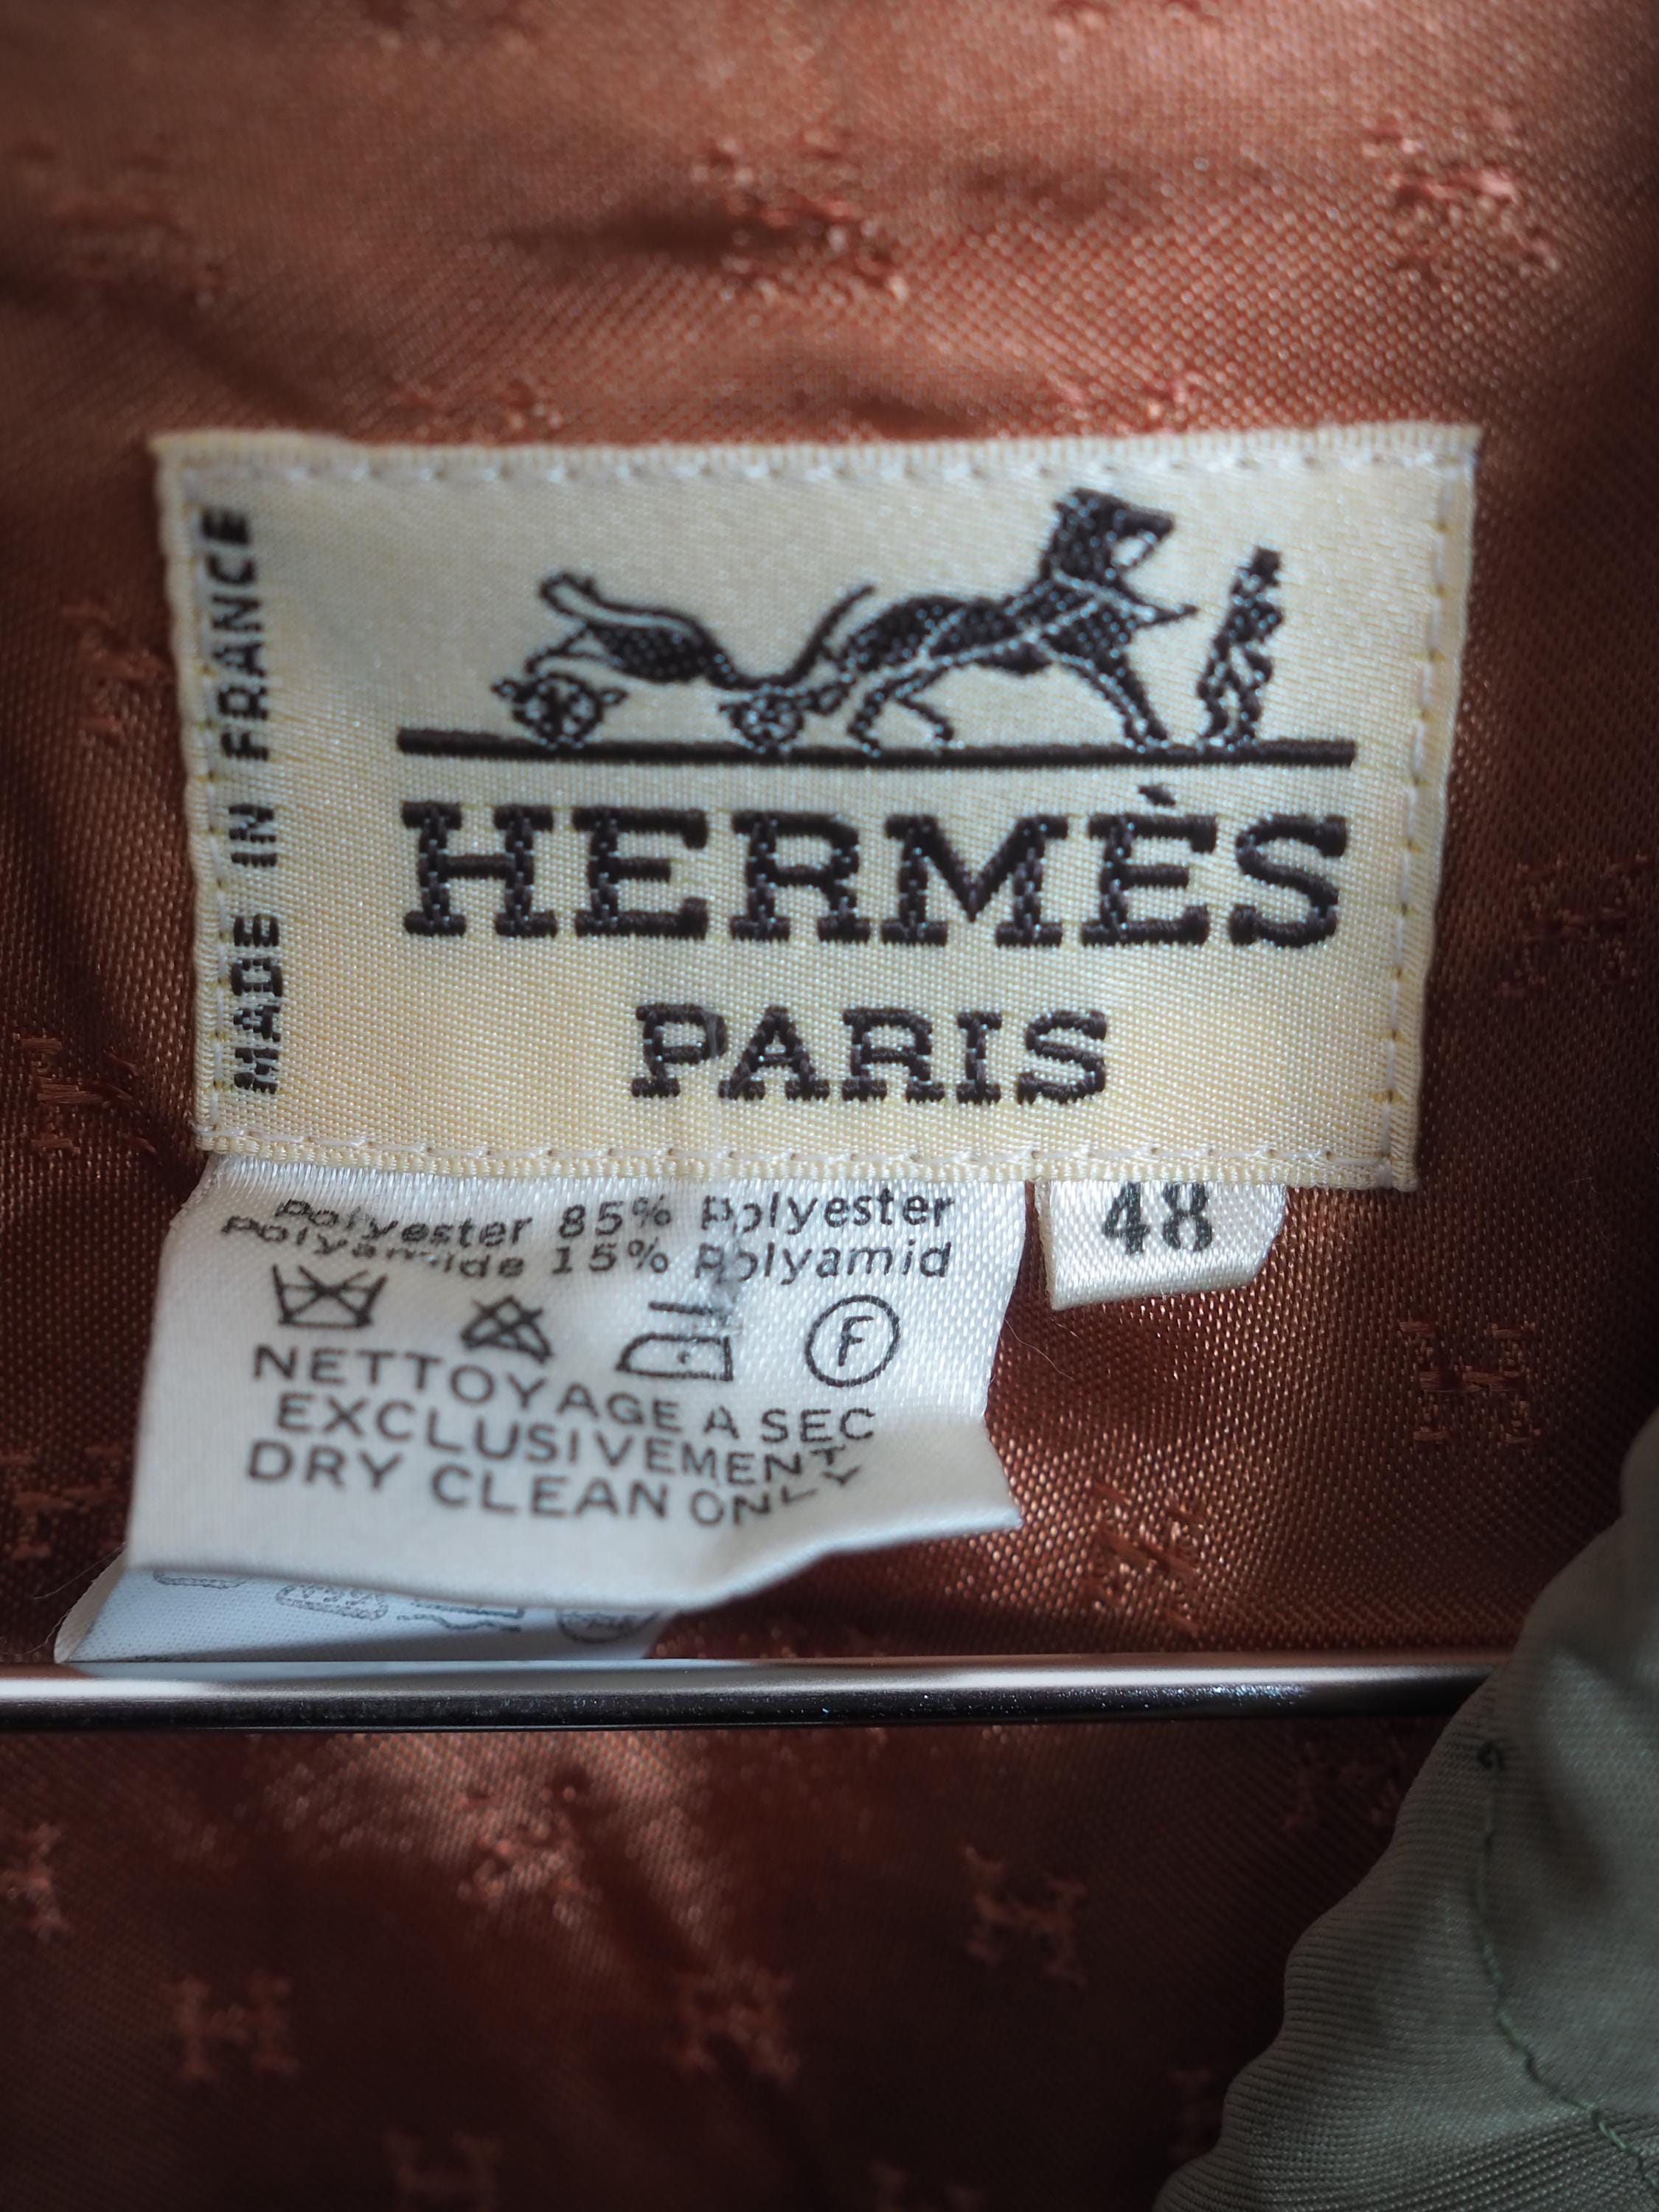 MADE IN FRANCE
HERMÈS
PARIS
48
Polyester 85% polyester
Polyamide 15% polyamid
F
NETTOYAGE A SEC
EXCLUSIVEMENT
DRY CLEAN ONLY